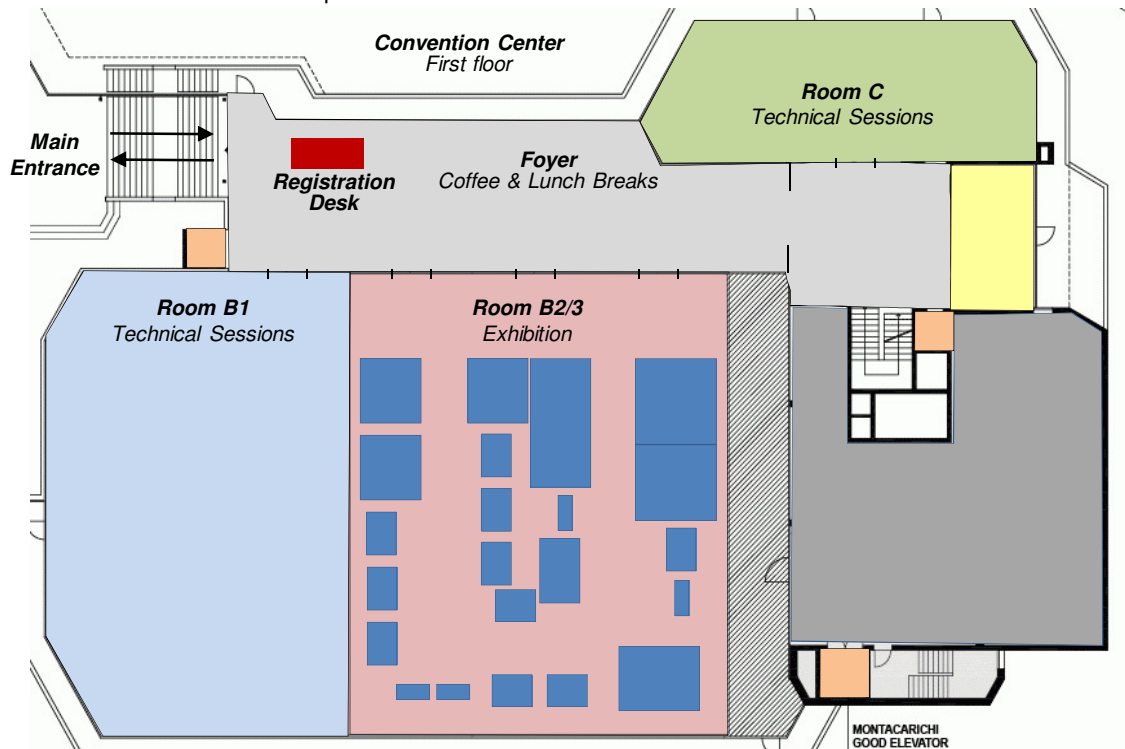 Convention Center
First floor
Room C
Technical Sessions
Main
Entrance
Foyer
Coffee & Lunch Breaks
Registration
Desk
Room B1
Technical Sessions
Room B2/3
Exhibition
MONTACARICHI
GOOD ELEVATOR